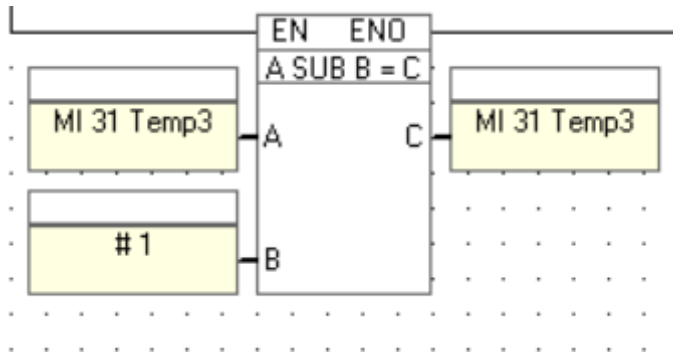 EN ENO
A SUB B = C
MI 31 Temp3
A
C
MI 31 Temp3
# 1
B